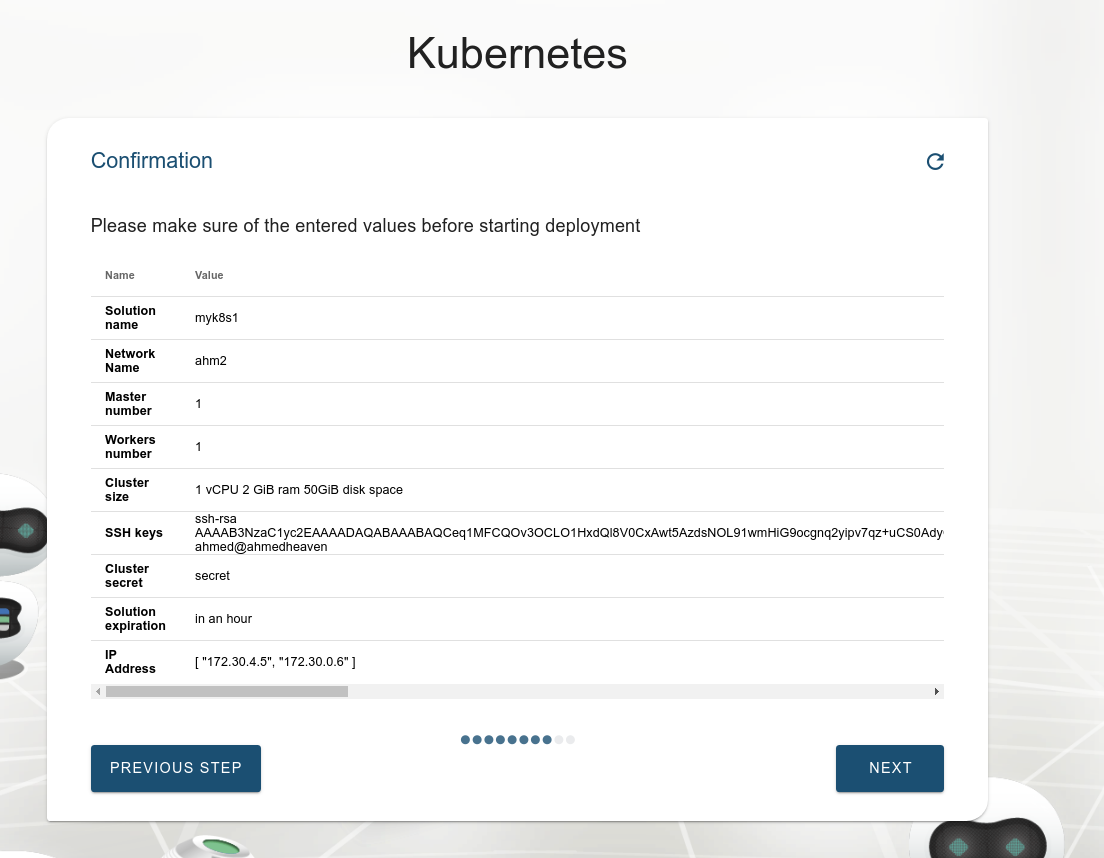 Kubernetes
Confirmation
Please make sure of the entered values before starting deployment
Name Value
Solution name myk8s1
Network Name ahm2
Master number 1
Workers number 1
Cluster size 1 vCPU 2 GiB ram 50GiB disk space
SSH keys ssh-rsa
AAAAB3NzaC1yc2EAAAADAQABAAABAQCeq1MFCQOv3OCLO1HxdQl8V0CxAwt5AzdsNOL91wmHiG9ocgnq2yipv7qz+uCS0Ady
ahmed@ahmedheaven
Cluster secret secret
Solution expiration in an hour
IP Address [ "172.30.4.5", "172.30.0.6" ]
PREVIOUS STEP NEXT